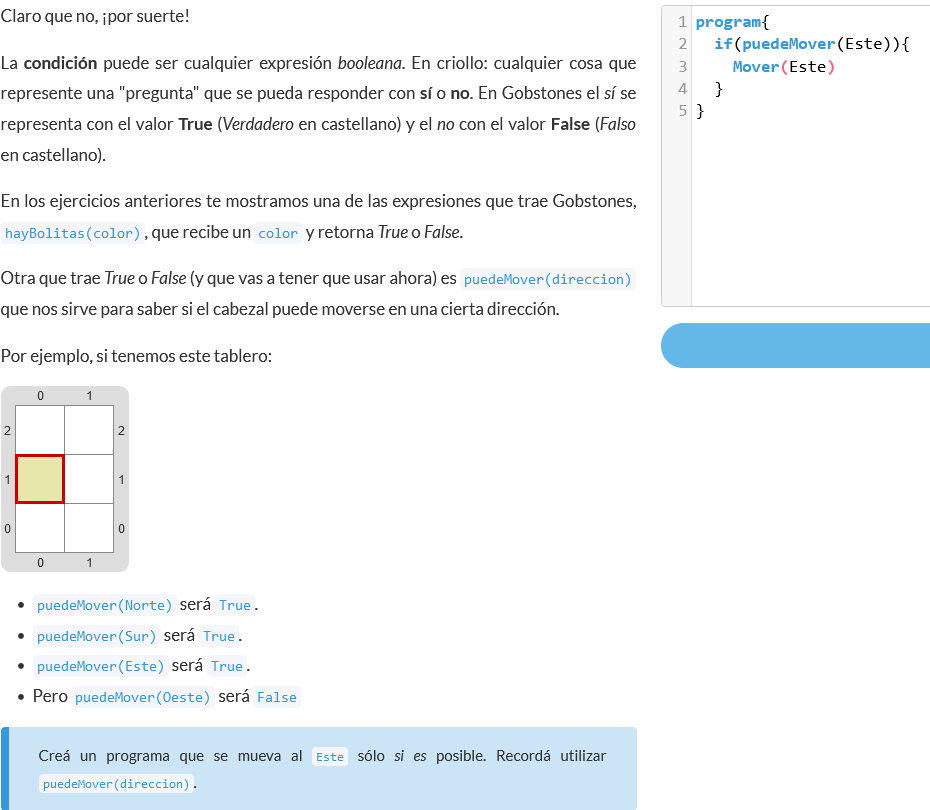 Claro que no, ¡por suerte!
La condición puede ser cualquier expresión booleana. En criollo: cualquier cosa que
represente una "pregunta" que se pueda responder con sí o no. En Gobstones el sí se
representa con el valor True (Verdadero en castellano) y el no con el valor False (Falso
en castellano).
En los ejercicios anteriores te mostramos una de las expresiones que trae Gobstones,
hayBolitas(color), que recibe un color y retorna True o False.
Otra que trae True o False (y que vas a tener que usar ahora) es puedeMover(direccion)
que nos sirve para saber si el cabezal puede moverse en una cierta dirección.
Por ejemplo, si tenemos este tablero:
0 1
2 2
1 1
0 0
0 1
• puedeMover(Norte) será True.
• puedeMover(Sur) será True.
• puedeMover(Este) será True.
• Pero puedeMover(Oeste) será False
Creá un programa que se mueva al Este sólo si es posible. Recordá utilizar
puedeMover(direccion).
1 program{
2   if(puedeMover(Este)){
3     Mover(Este)
4   }
5 }